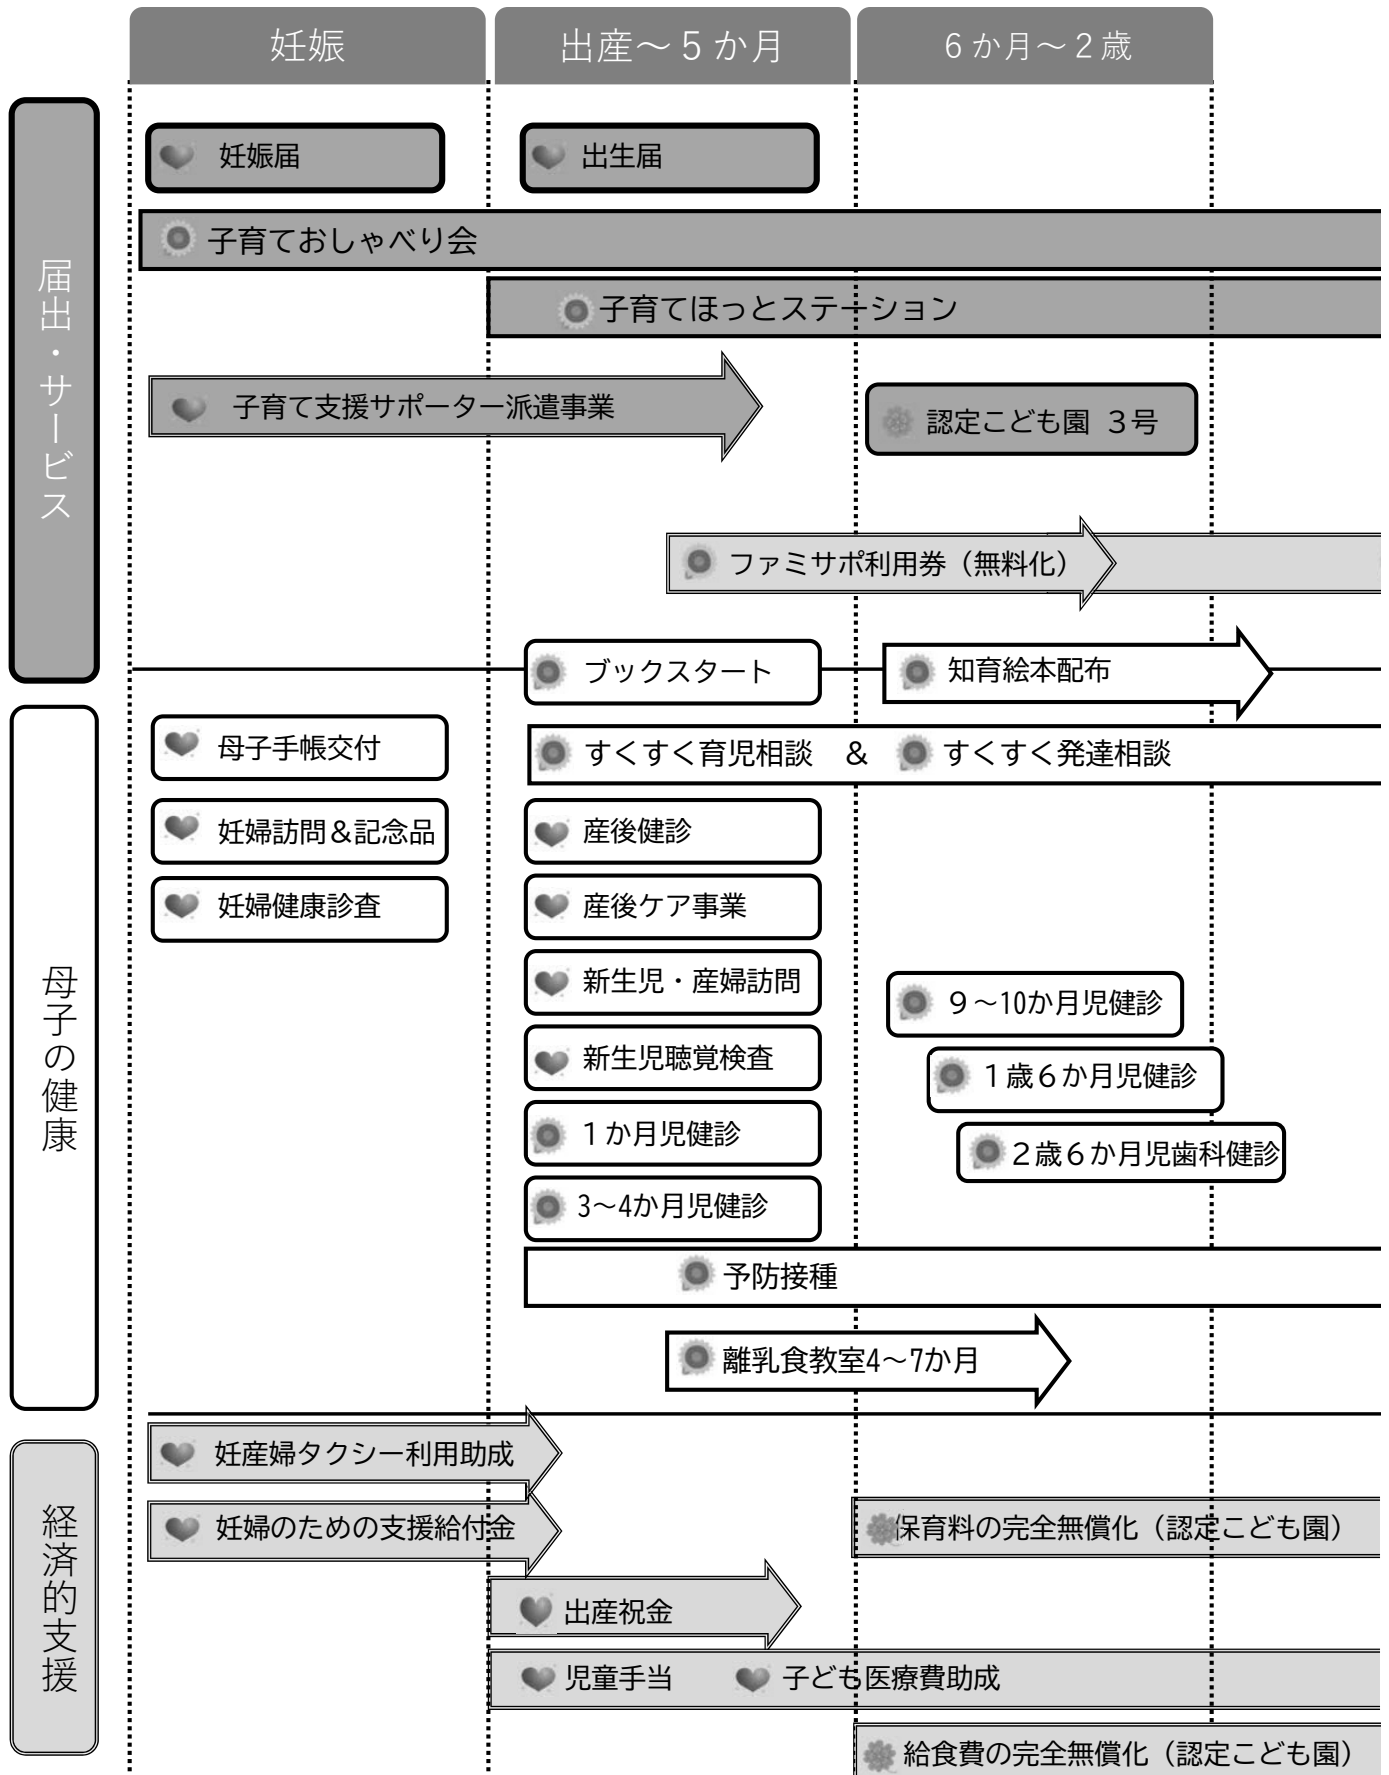 妊娠
出産～５か月
６か月～２歳
届出・サービス
妊娠届
出生届
子育ておしゃべり会
子育てほっとステーション
子育て支援サポーター派遣事業
認定こども園 ３号
ファミサポ利用券（無料化）
ブックスタート
知育絵本配布
母子の健康
母子手帳交付
すくすく育児相談 ＆ すくすく発達相談
妊婦訪問＆記念品
産後健診
妊婦健康診査
産後ケア事業
新生児・産婦訪問
９～10か月児健診
新生児聴覚検査
１歳６か月児健診
１か月児健診
２歳６か月児歯科健診
3～4か月児健診
予防接種
離乳食教室4～7か月
経済的支援
妊産婦タクシー利用助成
妊婦のための支援給付金
保育料の完全無償化（認定こども園）
出産祝金
児童手当 子ども医療費助成
給食費の完全無償化（認定こども園）